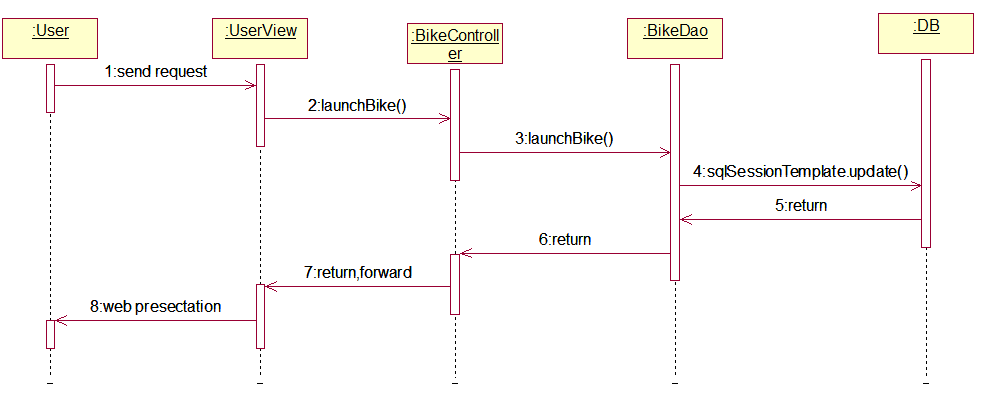 :User
:UserView
:BikeControll
er
:BikeDao
:DB
1:send request
2:launchBike()
3:launchBike()
4:sqlSessionTemplate.update()
5:return
6:return
7:return,forward
8:web presectation